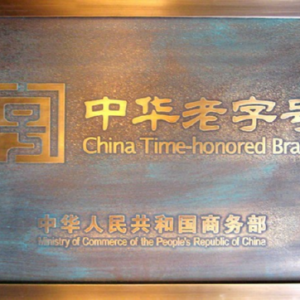 中华老字号
China Time-honored Bra
中华人民共和国商务部
Ministry of Commerce of the People's Republic of China